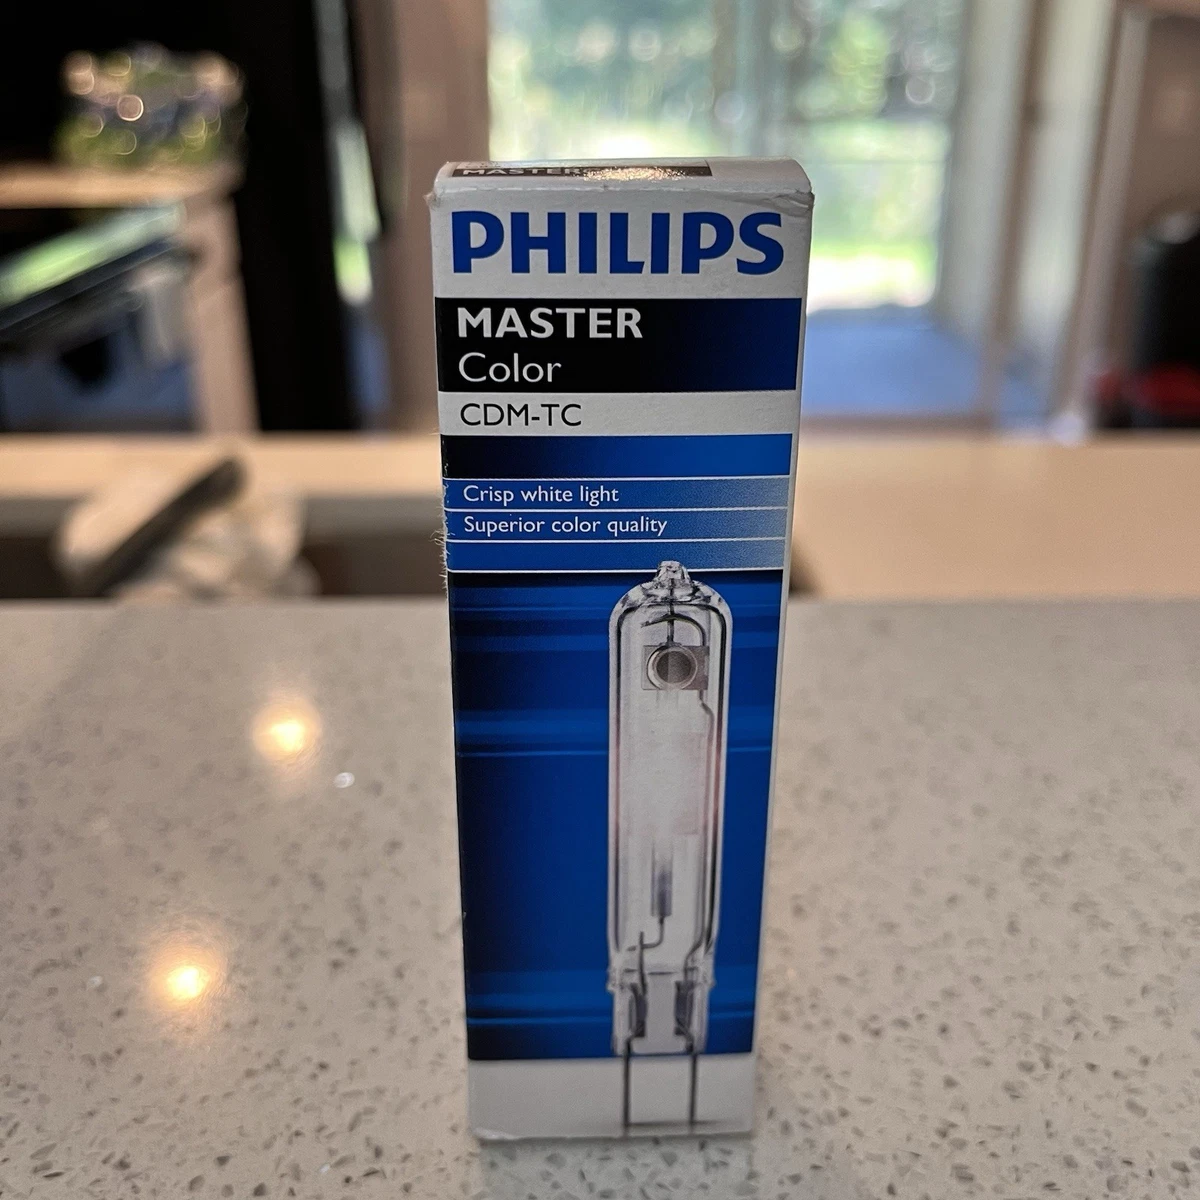 MASTER
PHILIPS
MASTER
Color
CDM-TC
Crisp white light
Superior color quality